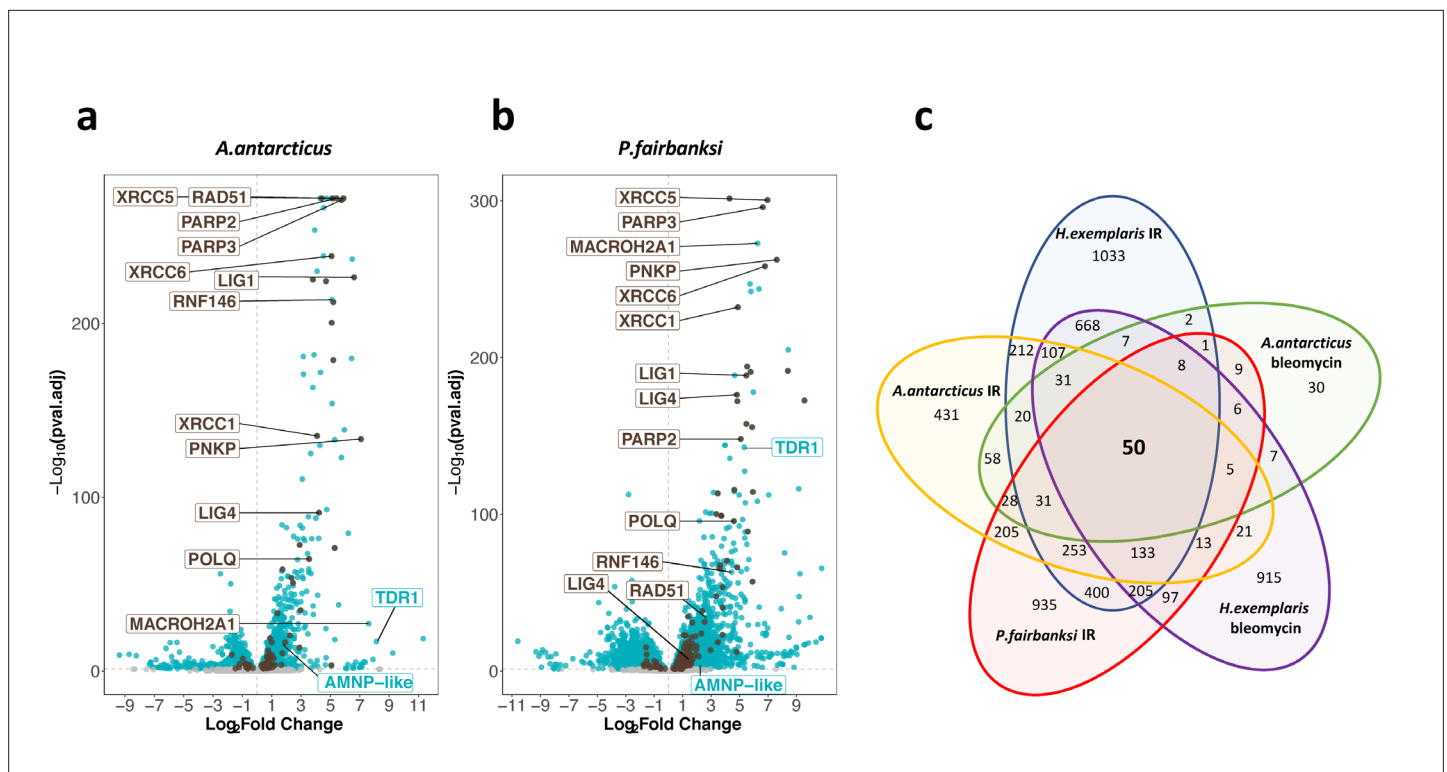 a
A.antarcticus
XRCC5
RAD51
PARP2
PARP3
XRCC6
LIG1
RNF146
XRCC1
PNKP
LIG4
POLQ
TDR1
MACROH2A1
AMNP-like
200
100
0
-Log10(pval.adj)
-9 -7 -5 -3 -1 1 3 5 7 9 11
Log2Fold Change
b
P.fairbanksi
XRCC5
PARP3
MACROH2A1
PNKP
XRCC6
XRCC1
LIG1
LIG4
PARP2
TDR1
POLQ
RNF146
LIG4
RAD51
AMNP-like
300
200
100
0
-Log10(pval.adj)
-11 -9 -7 -5 -3 -1 1 3 5 7 9
Log2Fold Change
c
H.exemplaris IR
1033
668
7
2
1
A.antarcticus
bleomycin
30
212
107
31
8
9
6
A.antarcticus IR
431
20
50
58
5
7
28
31
205
253
133
13
21
935
400
205
97
915
P.fairbanksi IR
H.exemplaris
bleomycin